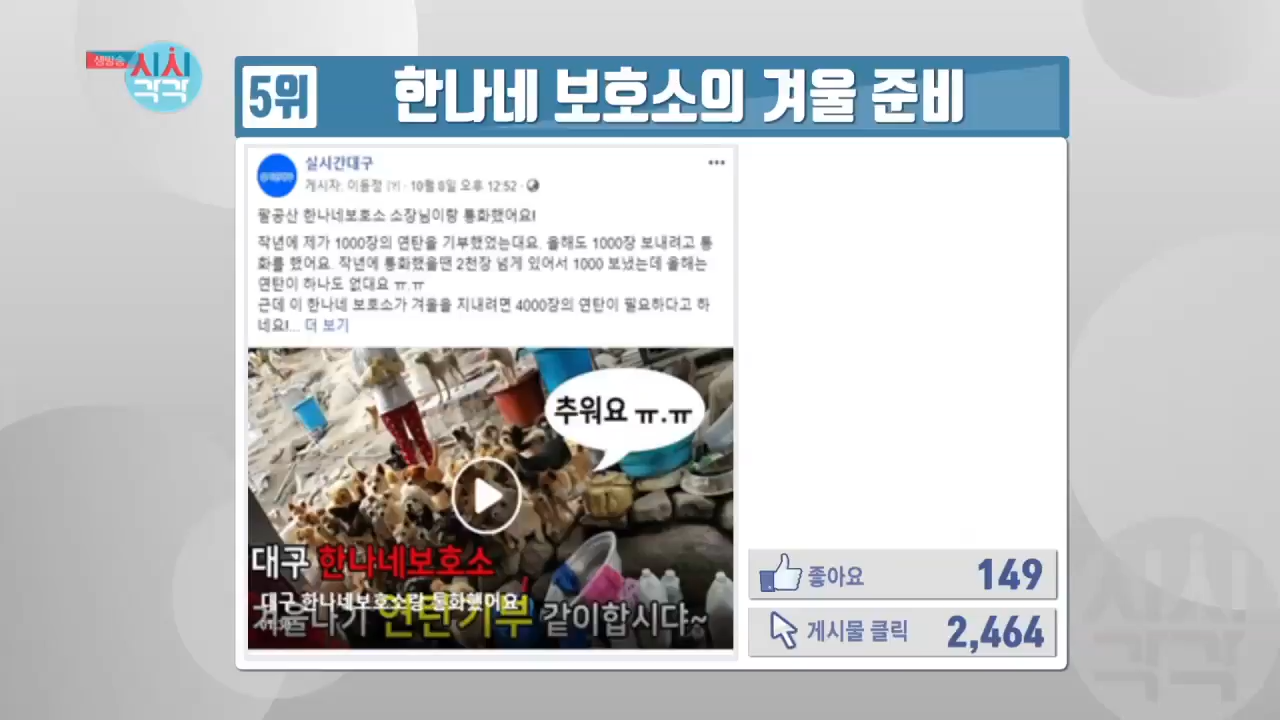 생방송
시시
각각
5위
한나네 보호소의 겨울 준비
실시간대구
게시자: 이동점 [?] · 10월 8일 오후 12:52 ·
팔공산 한나네보호소 소장님이랑 통화했어요!
작년에 제가 1000장의 연탄을 기부했었는대요. 올해도 1000장 보내려고 통
화를 했어요. 작년에 통화했을땐 2천장 넘게 있어서 1000 보냈는데 올해는
연탄이 하나도 없대요 ㅠ.ㅠ
근데 이 한나네 보호소가 겨울을 지내려면 4000장의 연탄이 필요하다고 하
네요!... 더 보기
추워요 ㅠ.ㅠ
대구 한나네보호소
대구 한나네보호소랑 통화했어요
겨울나기 연탄기부 같이합시다~
좋아요 149
게시물 클릭 2,464
시시
각각